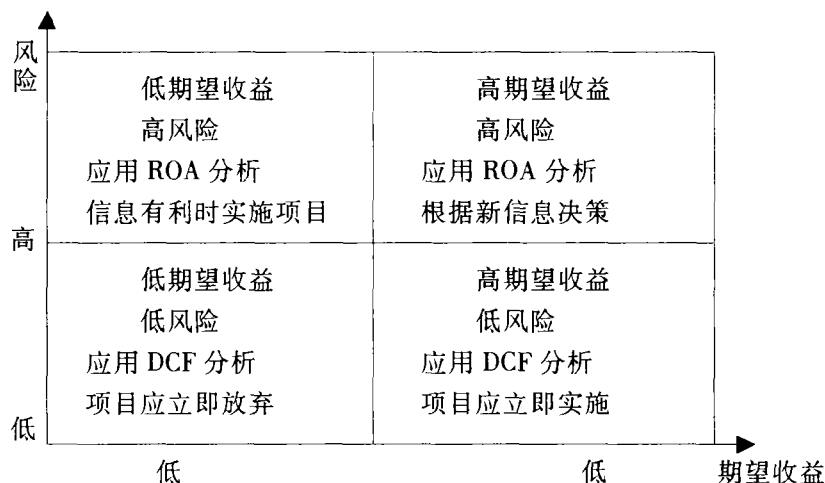 风险
低期望收益
高风险
应用 ROA 分析
信息有利时实施项目
高期望收益
高风险
应用 ROA 分析
根据新信息决策
高
低期望收益
低风险
应用 DCF 分析
项目应立即放弃
高期望收益
低风险
应用 DCF 分析
项目应立即实施
低
低
低
期望收益